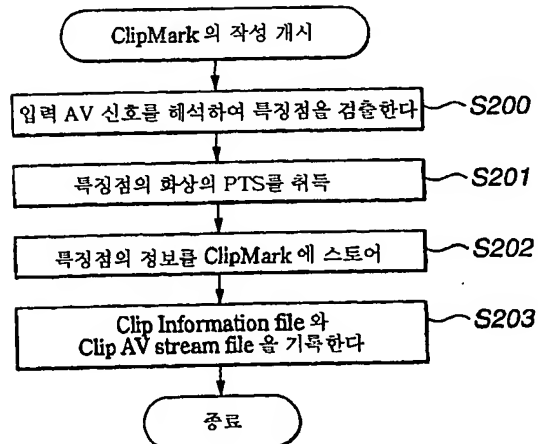 ClipMark 의 작성 개시
입력 AV 신호를 해석하여 특징점을 검출한다
S200
특징점의 화상의 PTS를 취득
S201
특징점의 정보를 ClipMark 에 스토어
S202
Clip Information file 와
Clip AV stream file 을 기록한다
S203
종료